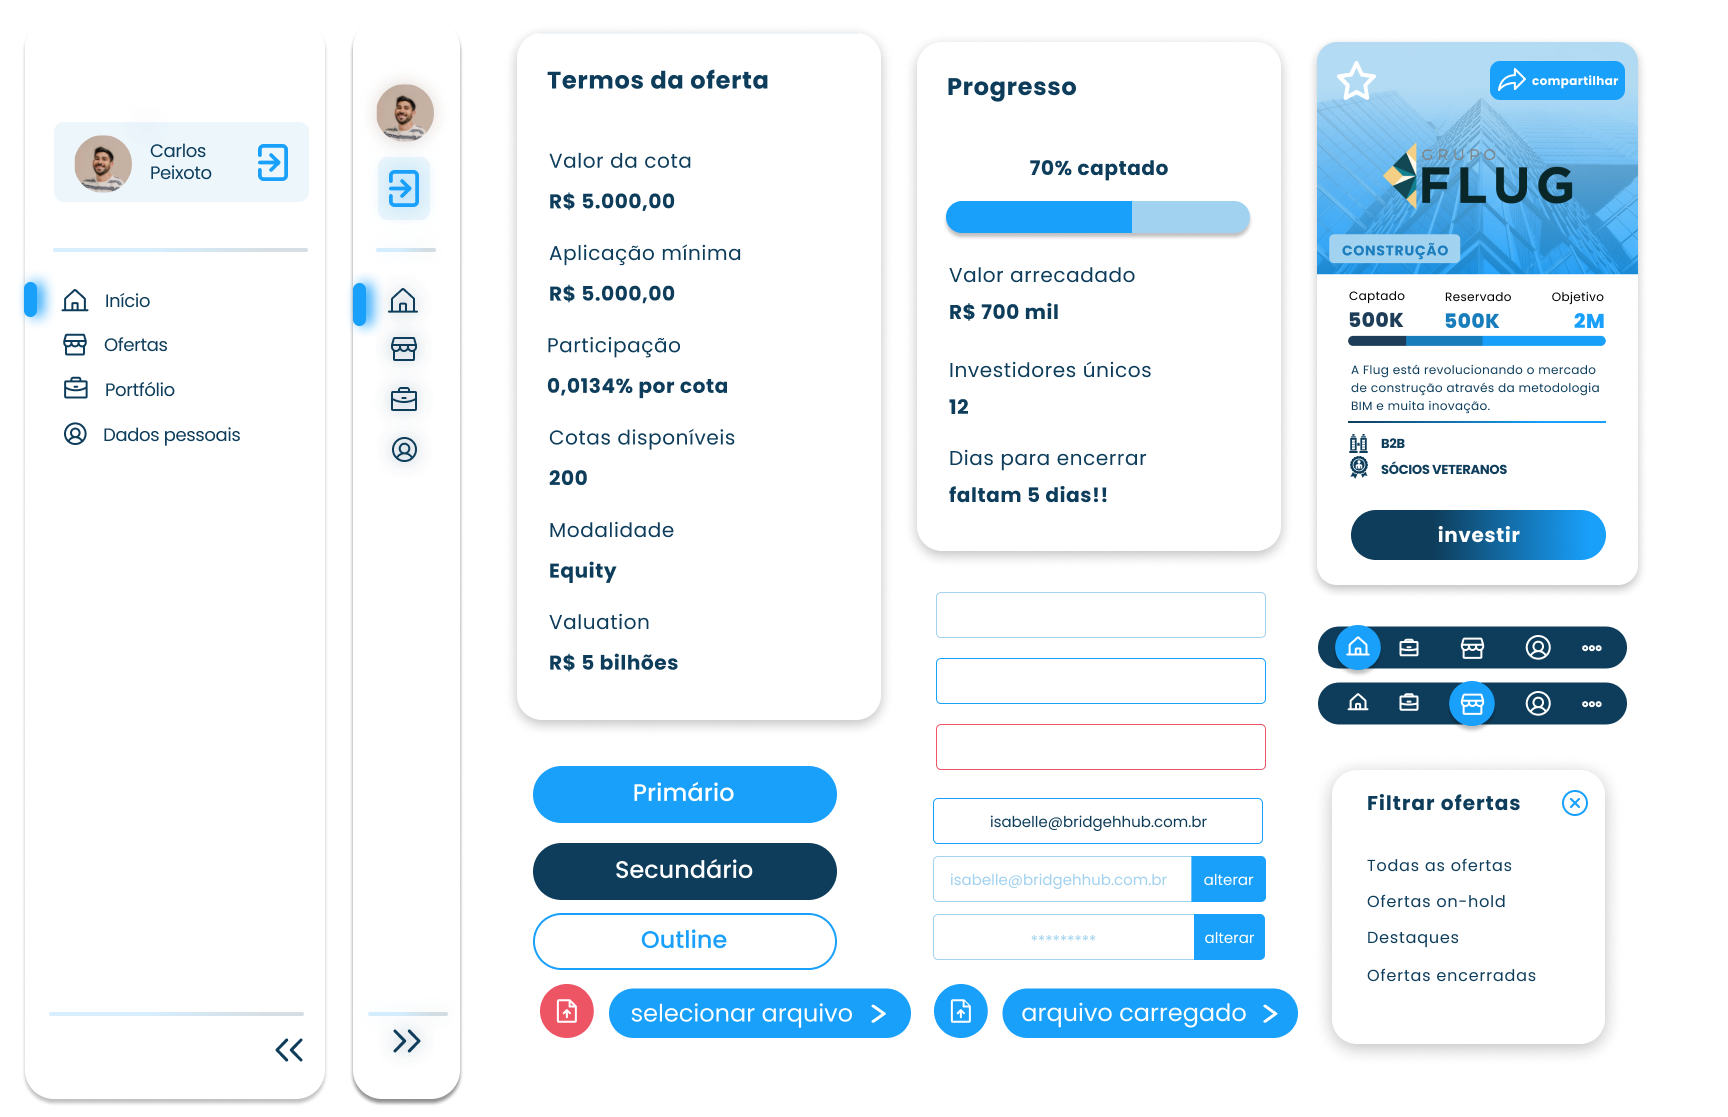 Carlos
Peixoto
Início
Ofertas
Portfólio
Dados pessoais
Termos da oferta
Valor da cota
R$ 5.000,00
Aplicação mínima
R$ 5.000,00
Participação
0,0134% por cota
Cotas disponíveis
200
Modalidade
Equity
Valuation
R$ 5 bilhões
Primário
Secundário
Outline
selecionar arquivo
Progresso
70% captado
Valor arrecadado
R$ 700 mil
Investidores únicos
12
Dias para encerrar
faltam 5 dias!!
isabelle@bridgehhub.com.br
isabelle@bridgehhub.com.br alterar
********* alterar
arquivo carregado
compartilhar
GRUPO
FLUG
CONSTRUÇÃO
Captado Reservado Objetivo
500K 500K 2M
A Flug está revolucionando o mercado
de construção através da metodologia
BIM e muita inovação.
B2B
SÓCIOS VETERANOS
investir
Filtrar ofertas
Todas as ofertas
Ofertas on-hold
Destaques
Ofertas encerradas